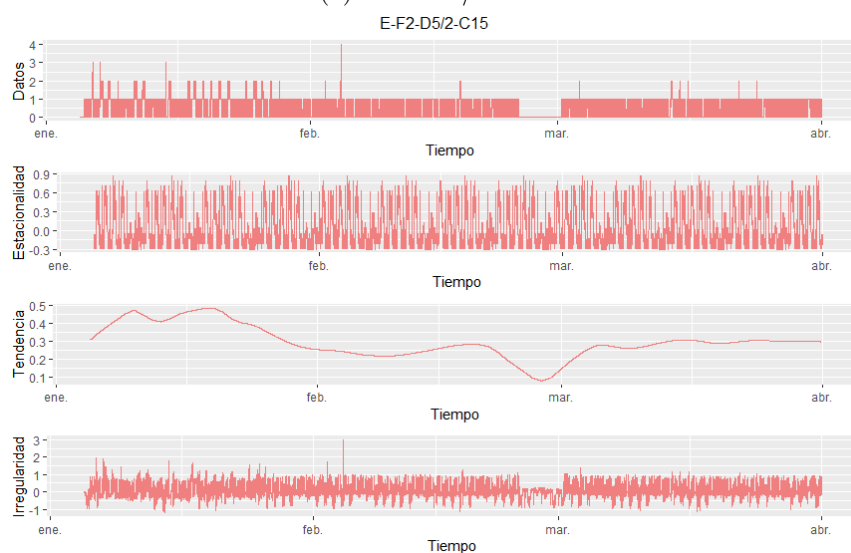 E-F2-D5/2-C15
4
3
2
1
0
Datos
ene.
feb.
mar.
abr.
Tiempo
0.9
0.6
0.3
0.0
-0.3
Estacionalidad
ene.
feb.
mar.
abr.
Tiempo
0.5
0.4
0.3
0.2
0.1
Tendencia
ene.
feb.
mar.
abr.
Tiempo
3
2
1
0
-1
Irregularidad
ene.
feb.
mar.
abr.
Tiempo